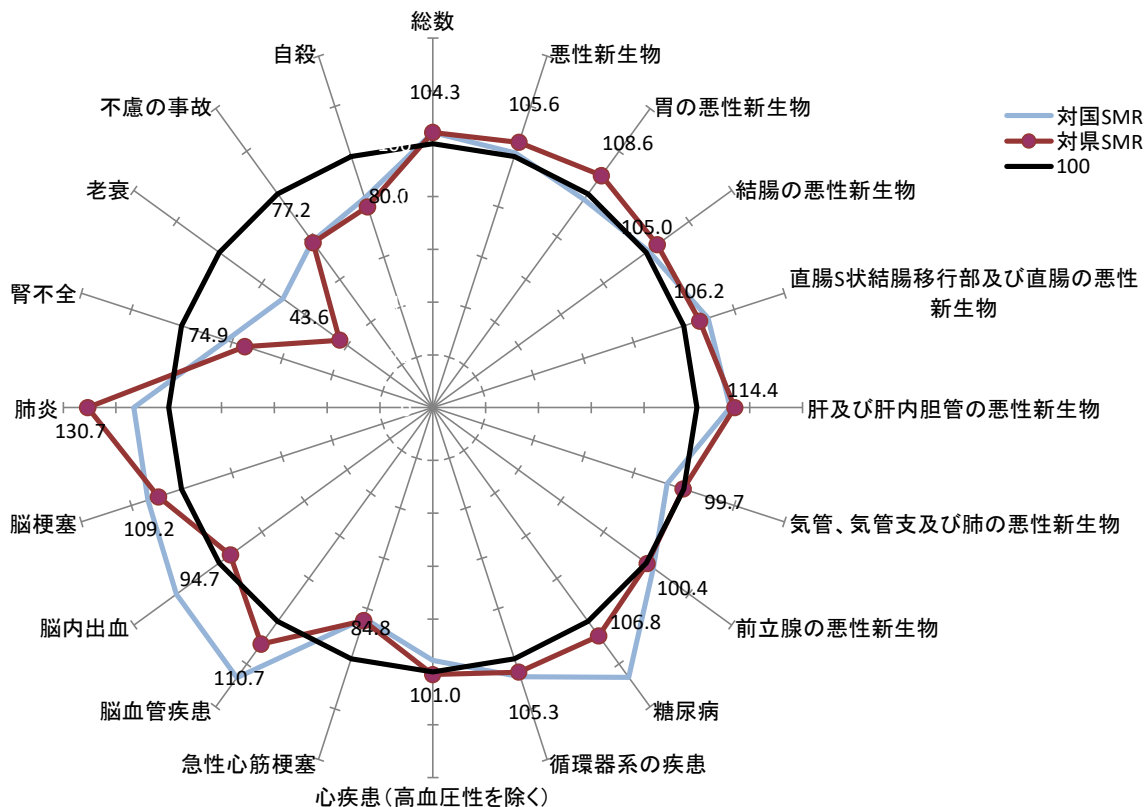 総数
自殺
悪性新生物
不慮の事故
104.3
105.6
胃の悪性新生物
対国SMR
対県SMR
100
108.6
100
老衰
77.2
80.0
105.0
結腸の悪性新生物
腎不全
74.9
43.6
106.2
直腸S状結腸移行部及び直腸の悪性
新生物
肺炎
130.7
114.4
肝及び肝内胆管の悪性新生物
脳梗塞
109.2
99.7
気管、気管支及び肺の悪性新生物
脳内出血
94.7
100.4
前立腺の悪性新生物
脳血管疾患
110.7
84.8
106.8
糖尿病
急性心筋梗塞
101.0
105.3
循環器系の疾患
心疾患(高血圧性を除く)